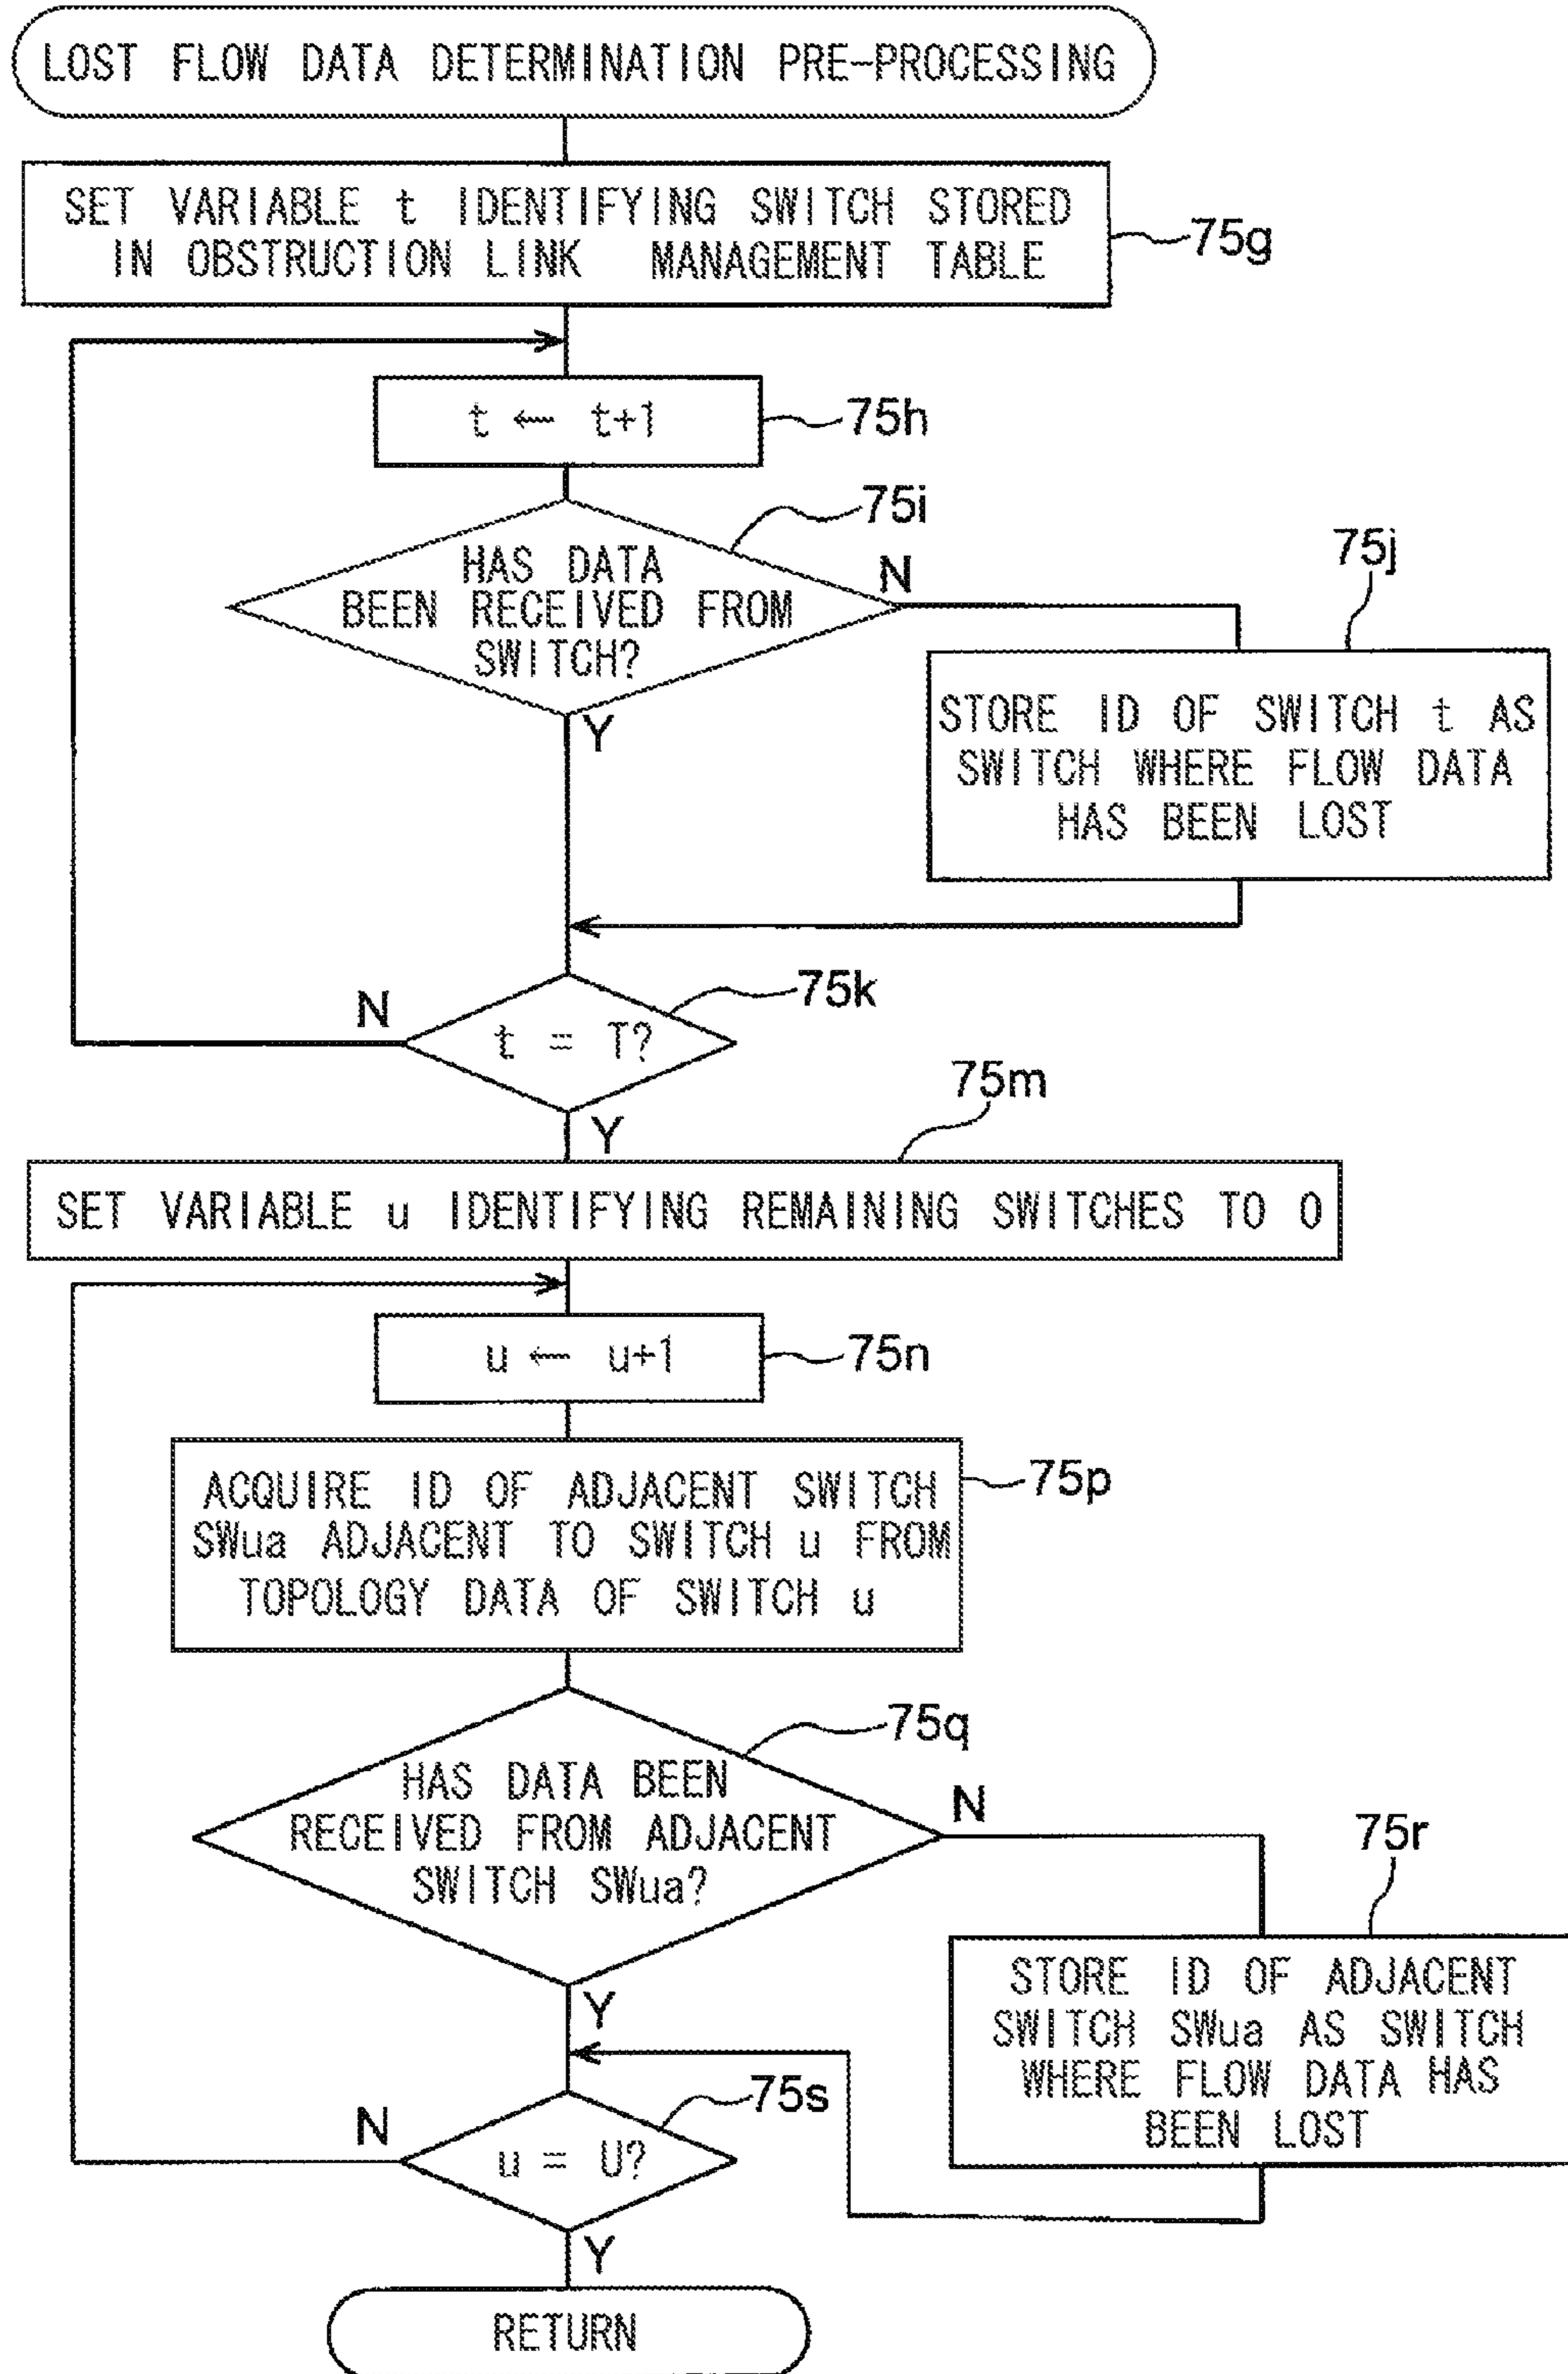 LOST FLOW DATA DETERMINATION PRE-PROCESSING
SET VARIABLE t IDENTIFYING SWITCH STORED
IN OBSTRUCTION LINK MANAGEMENT TABLE
75g
t ← t+1
75h
75i
HAS DATA
BEEN RECEIVED FROM
SWITCH?
N
Y
75j
STORE ID OF SWITCH t AS
SWITCH WHERE FLOW DATA
HAS BEEN LOST
75k
N
t = T?
Y
75m
SET VARIABLE u IDENTIFYING REMAINING SWITCHES TO 0
u ← u+1
75n
ACQUIRE ID OF ADJACENT SWITCH
SWua ADJACENT TO SWITCH u FROM
TOPOLOGY DATA OF SWITCH u
75p
75q
HAS DATA BEEN
RECEIVED FROM ADJACENT
SWITCH SWua?
N
Y
75r
STORE ID OF ADJACENT
SWITCH SWua AS SWITCH
WHERE FLOW DATA HAS
BEEN LOST
75s
N
u = U?
Y
RETURN